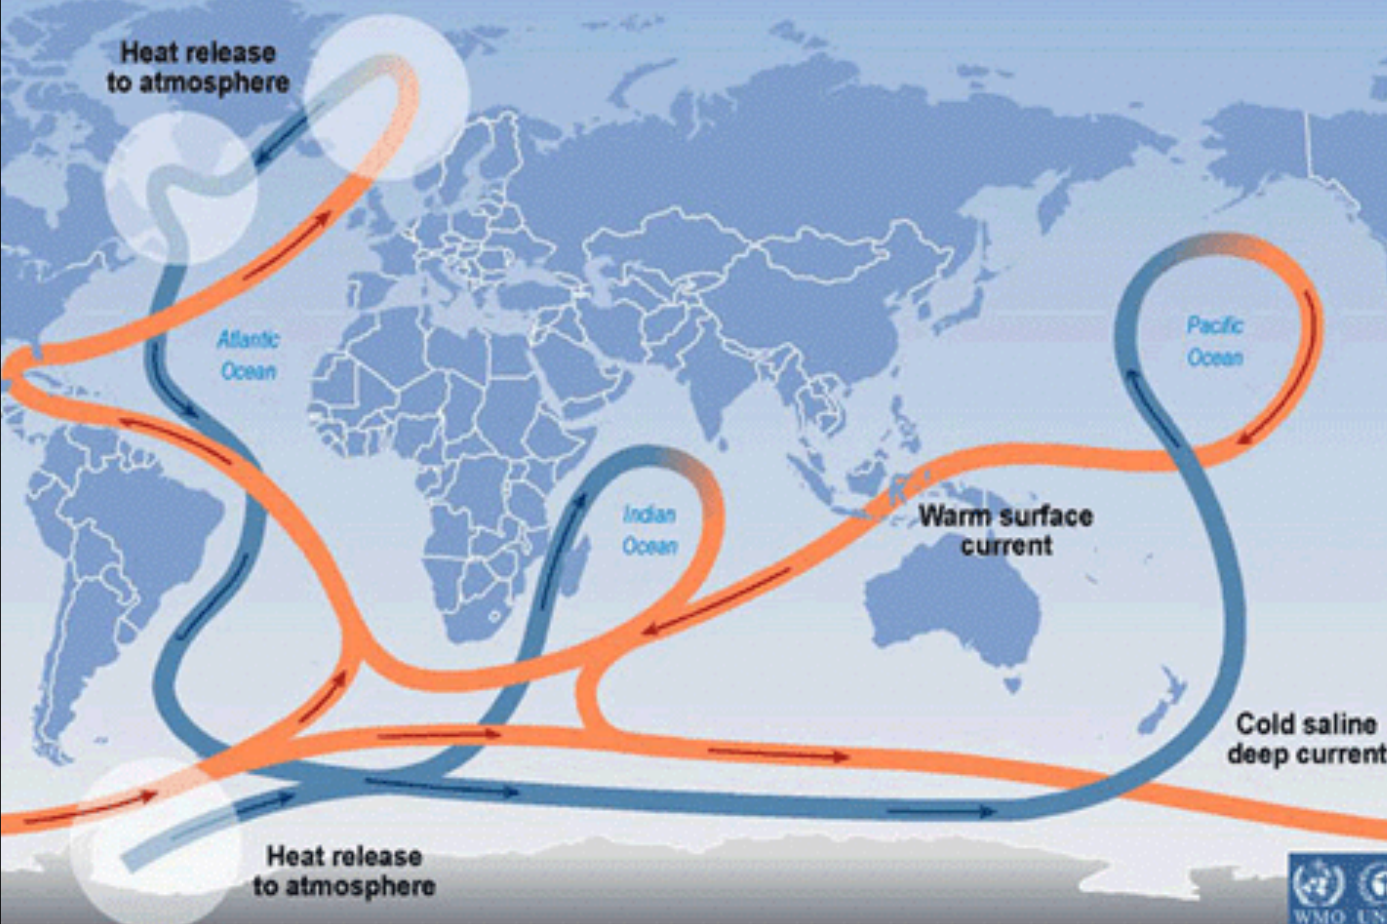 Heat release
to atmosphere
Atlantic
Ocean
Pacific
Ocean
Indian
Ocean
Warm surface
current
Cold saline
deep current
Heat release
to atmosphere
WMO